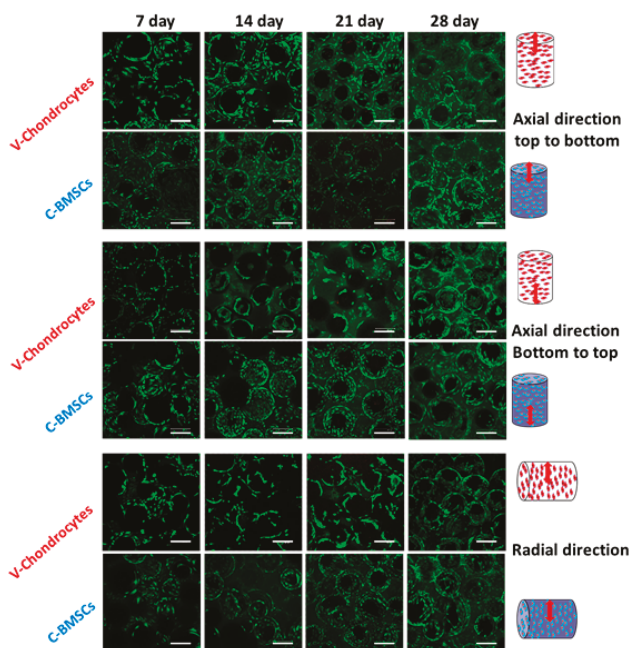 7 day 14 day 21 day 28 day
V-Chondrocytes
C-BMSCs
Axial direction
top to bottom
V-Chondrocytes
C-BMSCs
Axial direction
Bottom to top
V-Chondrocytes
C-BMSCs
Radial direction